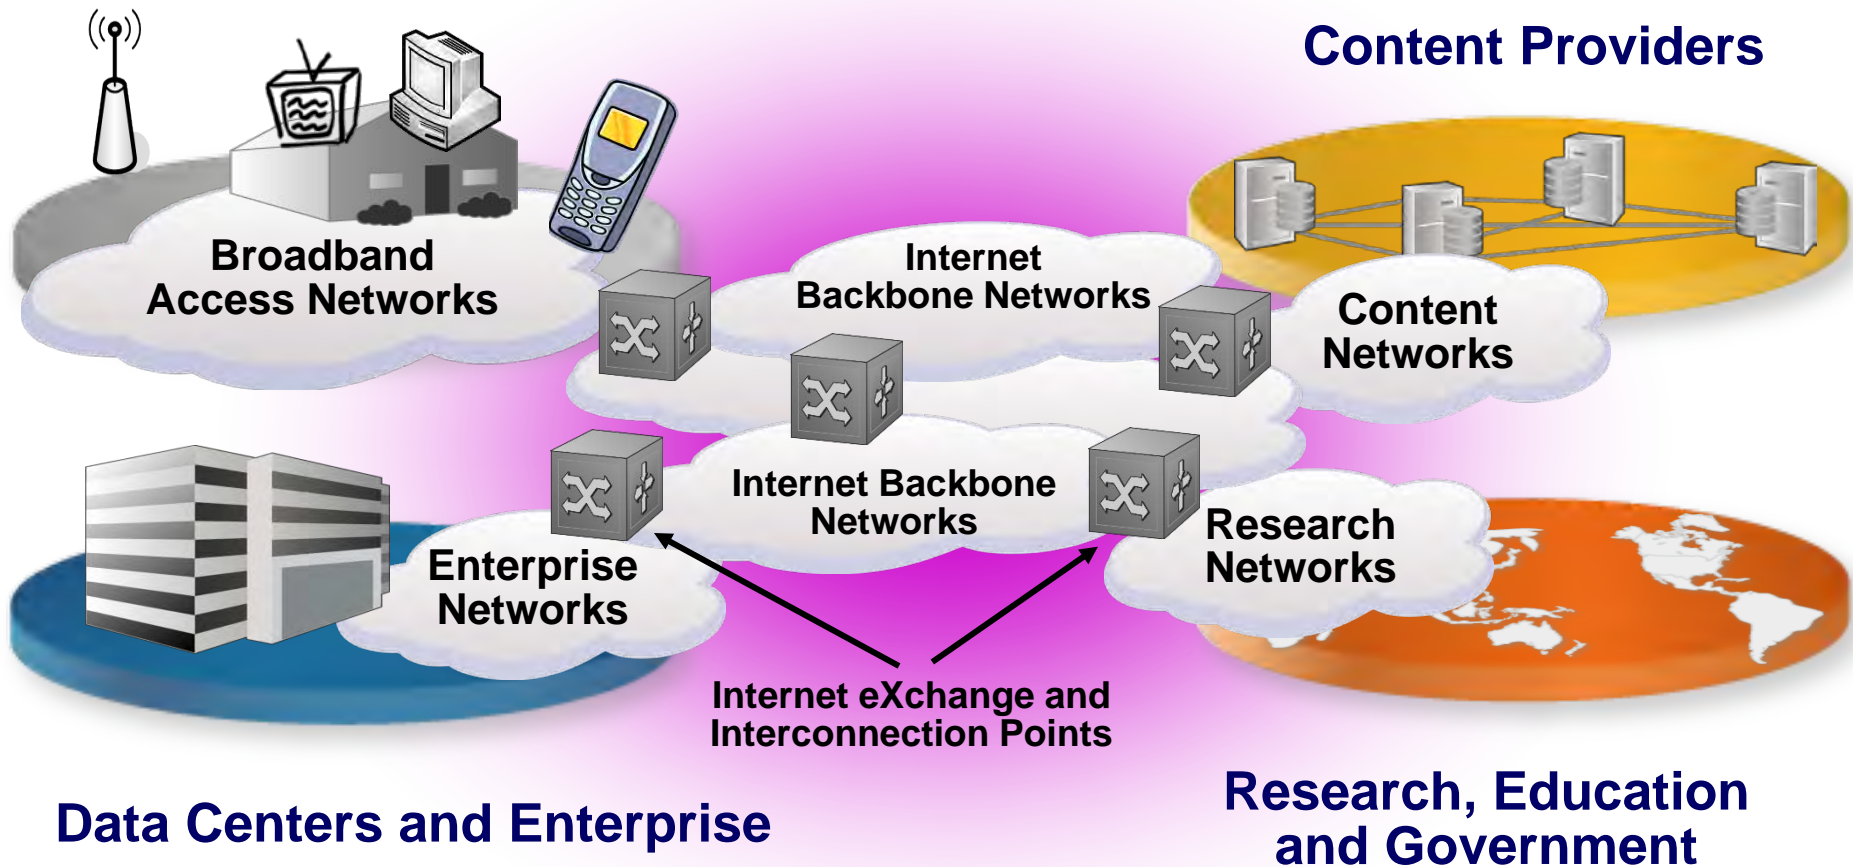 Content Providers
Broadband
Access Networks
Internet
Backbone Networks
Content
Networks
Internet Backbone
Networks
Research
Networks
Enterprise
Networks
Internet eXchange and
Interconnection Points
Data Centers and Enterprise
Research, Education
and Government